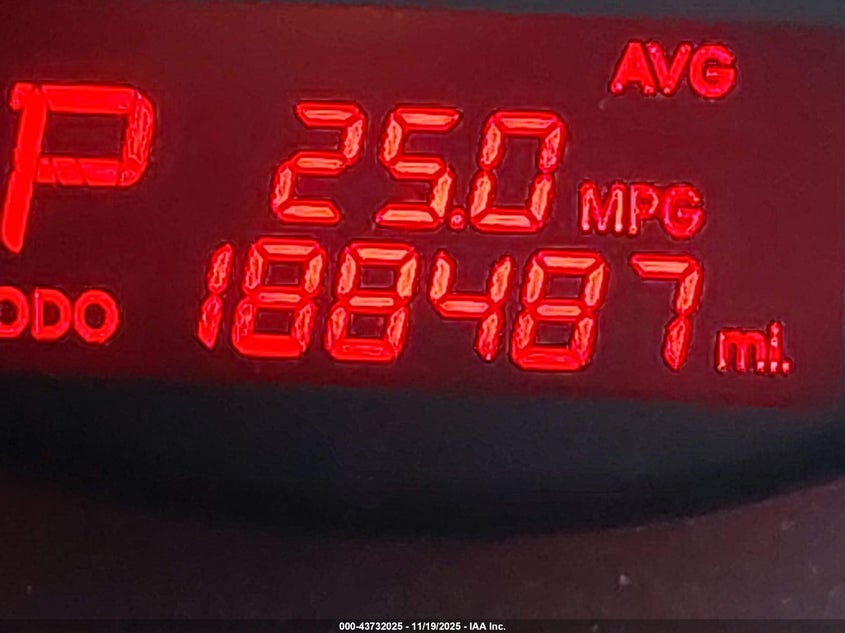 AVG
P 25.0 MPG
ODO 188487 mi.
000-43732025 - 11/19/2025 - IAA Inc.